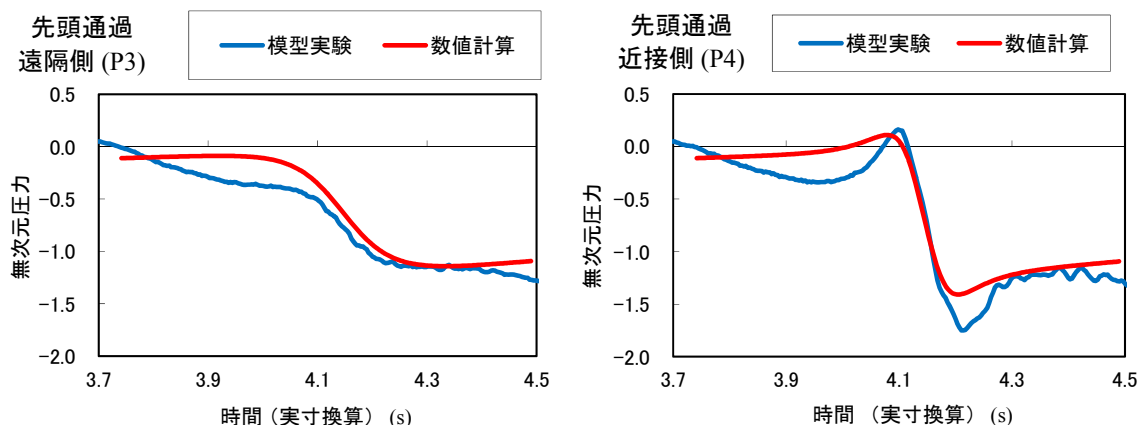 先頭通過
遠隔側 (P3)
模型実験
数値計算
0.5
0.0
−0.5
−1.0
−1.5
−2.0
無次元圧力
3.7
3.9
4.1
4.3
4.5
時間（実寸換算） (s)
先頭通過
近接側 (P4)
模型実験
数値計算
0.5
0.0
−0.5
−1.0
−1.5
−2.0
無次元圧力
3.7
3.9
4.1
4.3
4.5
時間 （実寸換算） (s)